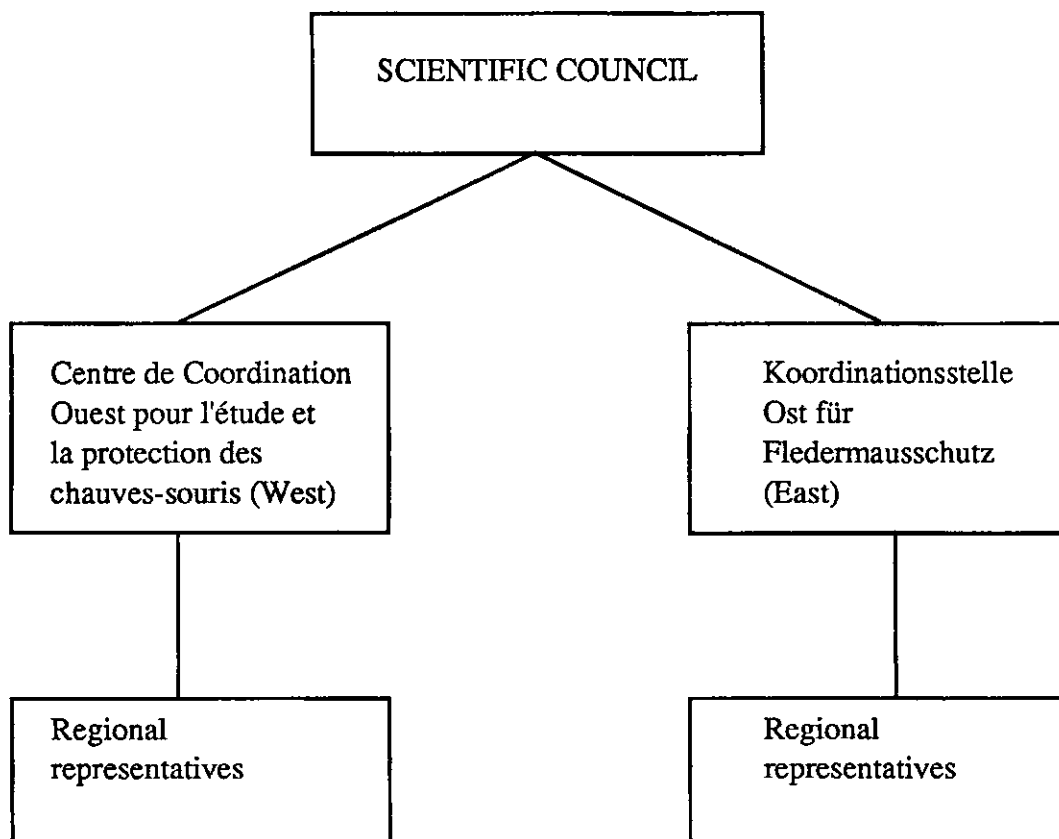 SCIENTIFIC COUNCIL
Centre de Coordination
Ouest pour l'étude et
la protection des
chauves-souris (West)
Koordinationsstelle
Ost für
Fledermausschutz
(East)
Regional
representatives
Regional
representatives